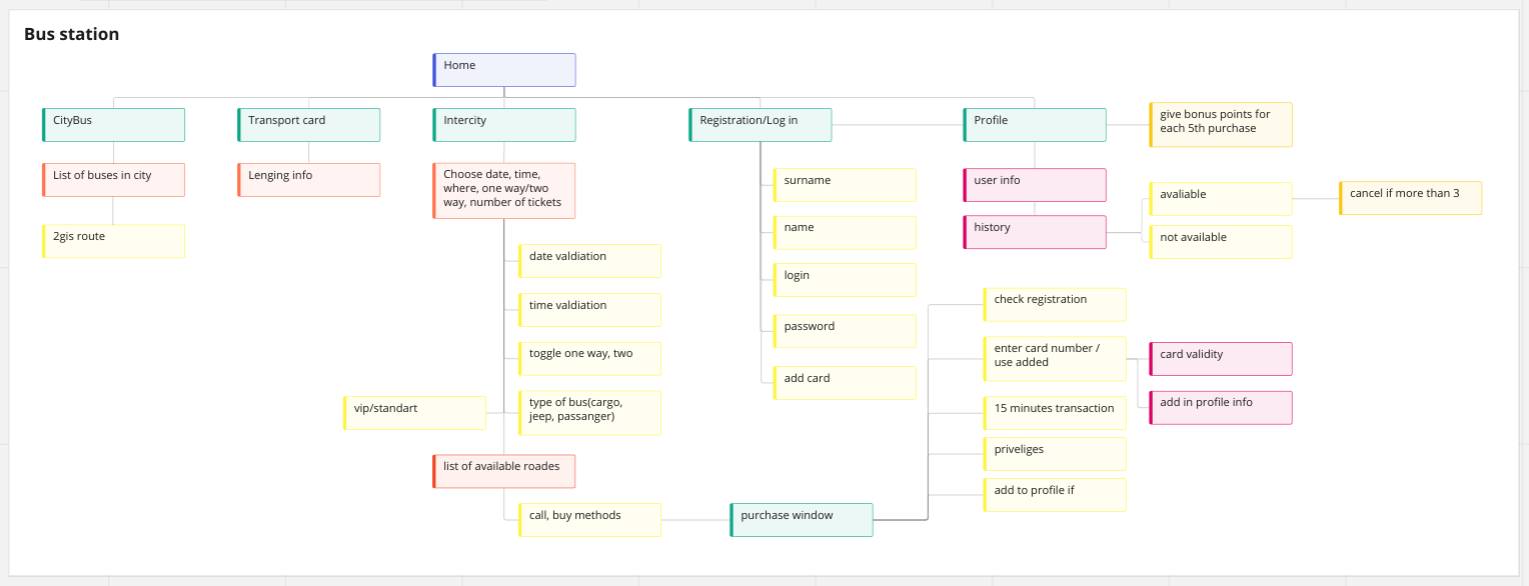 Bus station
Home
CityBus
Transport card
Intercity
Registration/Log in
Profile
give bonus points for
each 5th purchase
List of buses in city
Lenging info
Choose date, time,
where, one way/two
way, number of tickets
surname
user info
avaliable
cancel if more than 3
2gis route
name
history
not available
date valdiation
login
time valdiation
password
check registration
toggle one way, two
add card
enter card number /
use added
card validity
vip/standart
type of bus(cargo,
jeep, passanger)
15 minutes transaction
add in profile info
list of available roades
priveliges
call, buy methods
purchase window
add to profile if